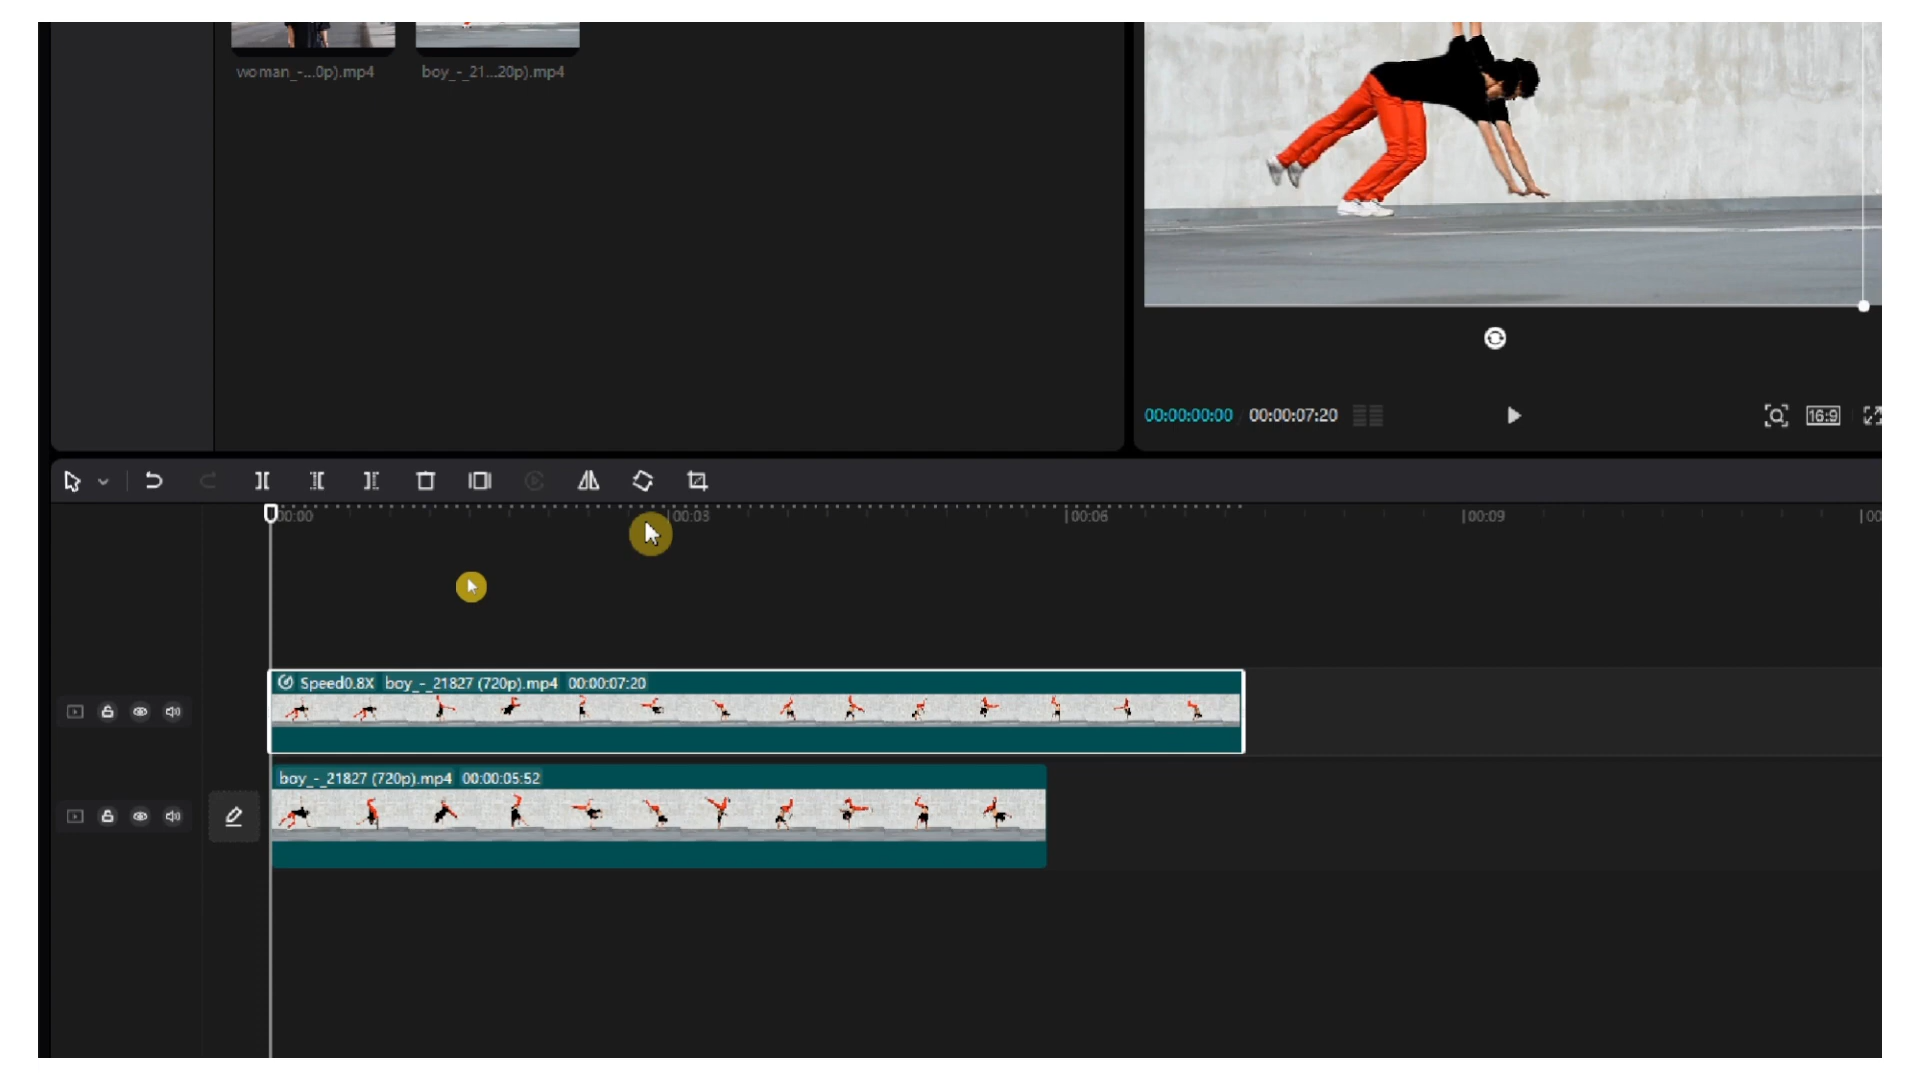 woman_-...0p).mp4
boy_-_21...20p).mp4
00:00:00:00 / 00:00:07:20
16:9
00:00
00:03
00:06
00:09
00
Speed0.8X boy_-_21827 (720p).mp4 00:00:07:20
boy_-_21827 (720p).mp4 00:00:05:52